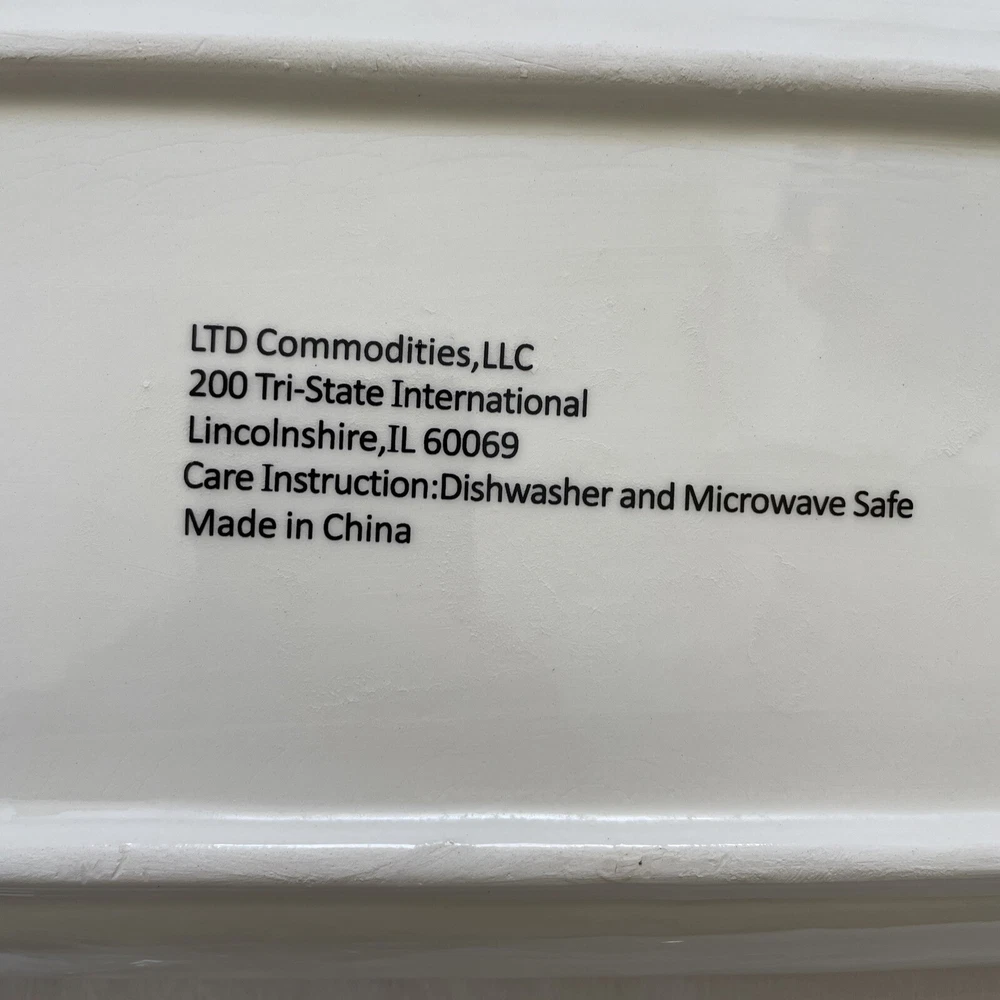 LTD Commodities,LLC
200 Tri-State International
Lincolnshire,IL 60069
Care Instruction:Dishwasher and Microwave Safe
Made in China